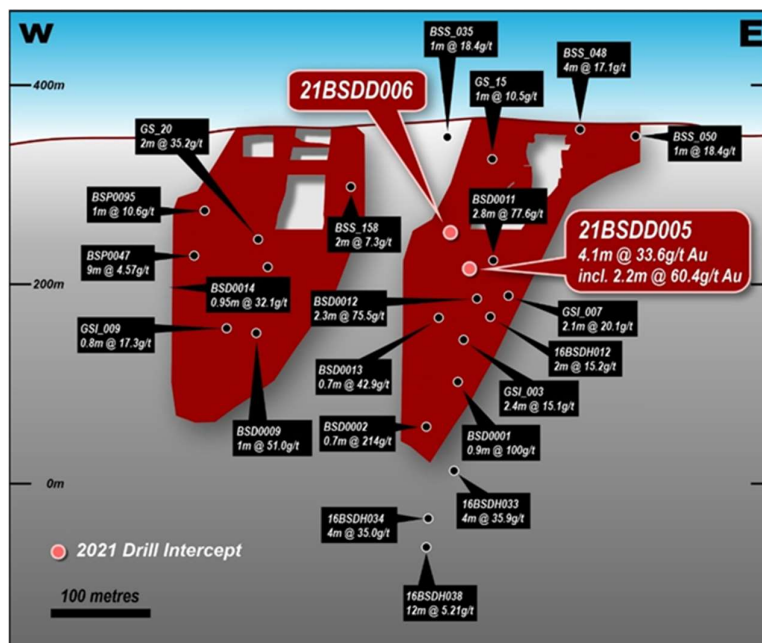 W
E
BSS_035
1m @ 18.4g/t
BSS_048
4m @ 17.1g/t
400m
21BSDD006
GS_15
1m @ 10.5g/t
GS_20
2m @ 35.2g/t
BSS_050
1m @ 18.4g/t
BSP0095
1m @ 10.6g/t
BSD0011
2.8m @ 77.6g/t
BSS_158
2m @ 7.3g/t
21BSDD005
4.1m @ 33.6g/t Au
incl. 2.2m @ 60.4g/t Au
BSP0047
9m @ 4.57g/t
200m
BSD0014
0.95m @ 32.1g/t
BSD0012
2.3m @ 75.5g/t
GSI_007
2.1m @ 20.1g/t
GSI_009
0.8m @ 17.3g/t
16BSDH012
2m @ 15.2g/t
BSD0013
0.7m @ 42.9g/t
GSI_003
2.4m @ 15.1g/t
BSD0009
1m @ 51.0g/t
BSD0002
0.7m @ 214g/t
BSD0001
0.9m @ 100g/t
0m
16BSDH033
4m @ 35.9g/t
16BSDH034
4m @ 35.0g/t
2021 Drill Intercept
100 metres
16BSDH038
12m @ 5.21g/t